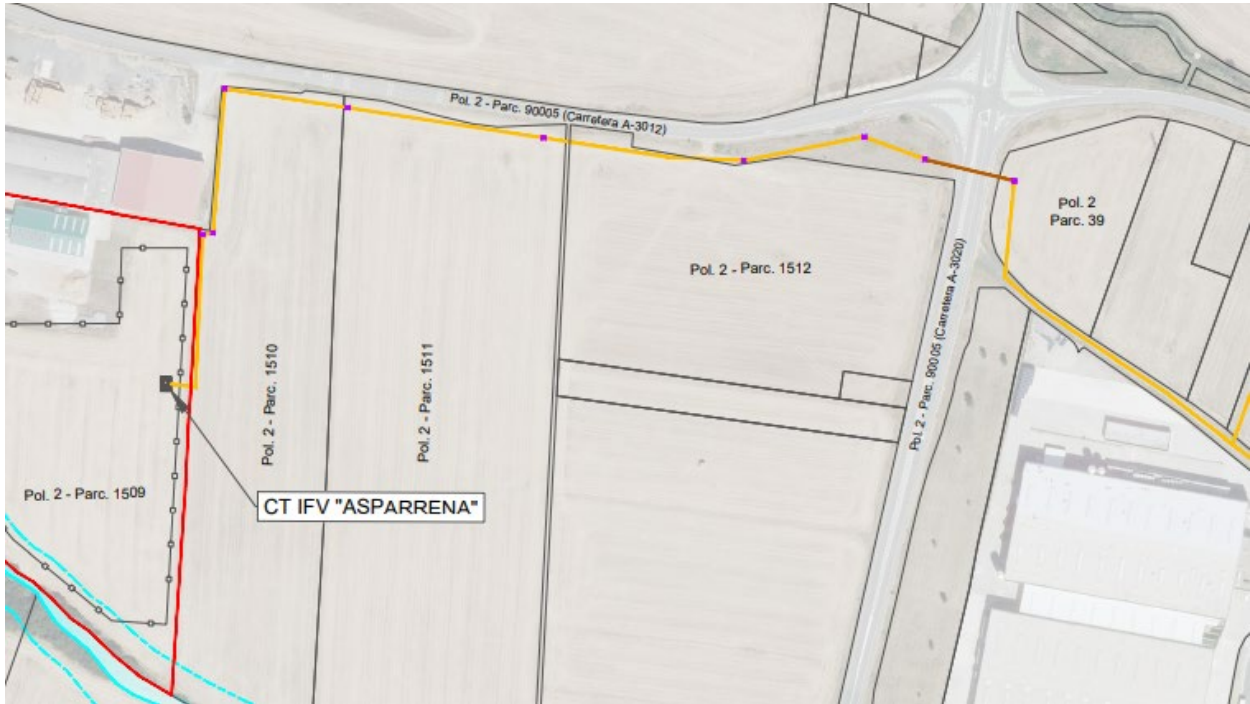 Pol. 2 - Parc. 90005 (Carretera A-3012)
Pol. 2
Parc. 39
Pol. 2 - Parc. 1512
Pol. 2 - Parc. 90005 (Carretera A-3020)
Pol. 2 - Parc. 1510
Pol. 2 - Parc. 1511
Pol. 2 - Parc. 1509
CT IFV "ASPARRENA"